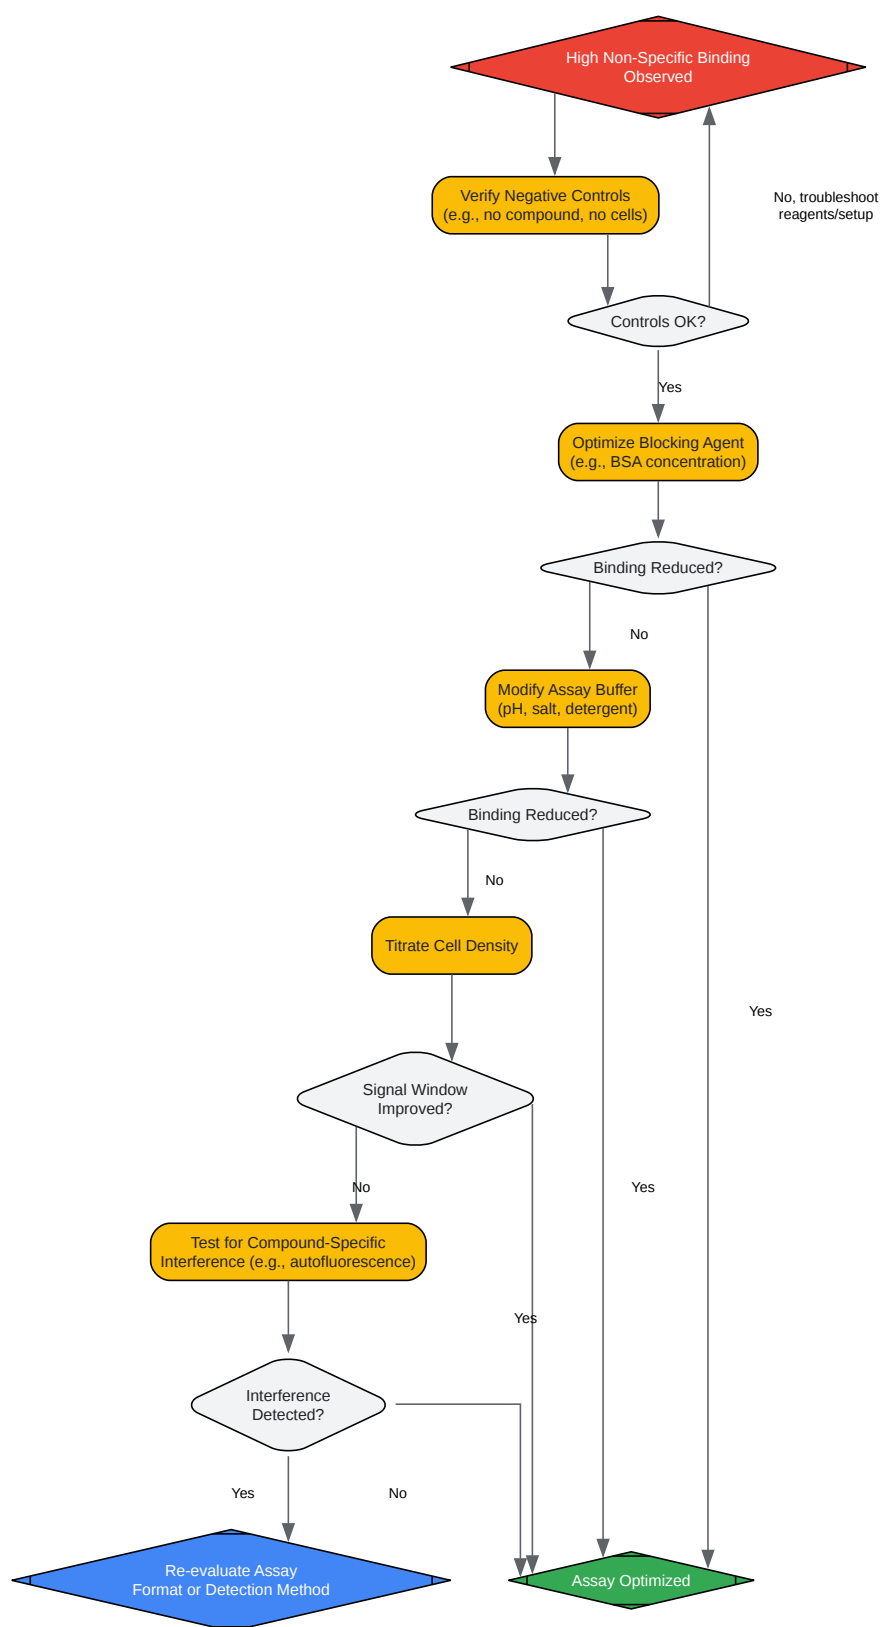 High Non-Specific Binding
Observed
Verify Negative Controls
(e.g., no compound, no cells)
No, troubleshoot
reagents/setup
Controls OK?
Yes
Optimize Blocking Agent
(e.g., BSA concentration)
Binding Reduced?
No
Modify Assay Buffer
(pH, salt, detergent)
Binding Reduced?
No
Titrate Cell Density
Yes
Signal Window
Improved?
No
Yes
Test for Compound-Specific
Interference (e.g., autofluorescence)
Yes
Interference
Detected?
Yes
No
Re-evaluate Assay
Format or Detection Method
Assay Optimized